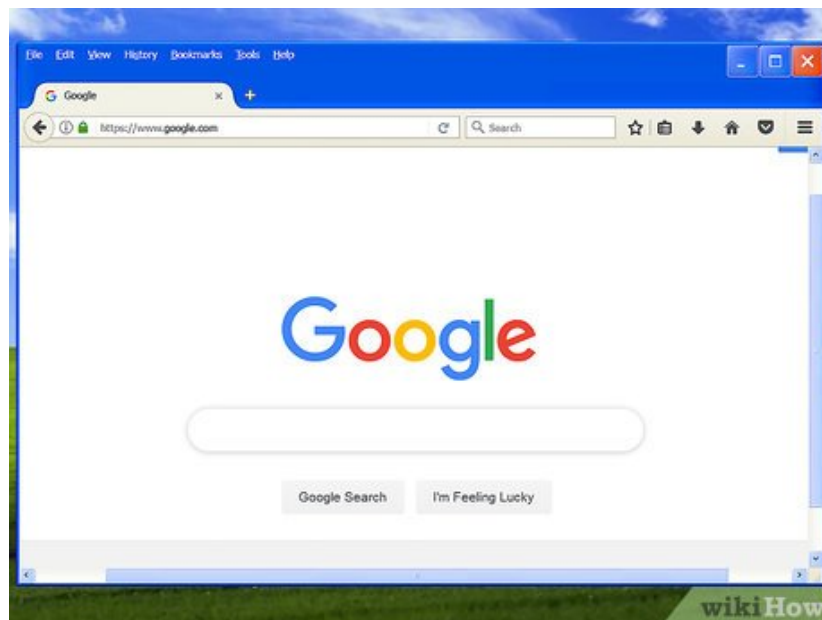 File Edit View History Bookmarks Tools Help
Google
https://www.google.com Search
Google
Google Search I'm Feeling Lucky
wikiHow